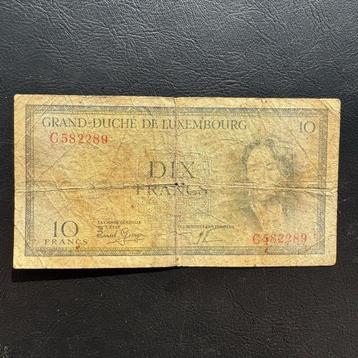 GRAND-DUCHÉ DE LUXEMBOURG 10
C582289
DIX
FRANCS
10
FRANCS
C582289